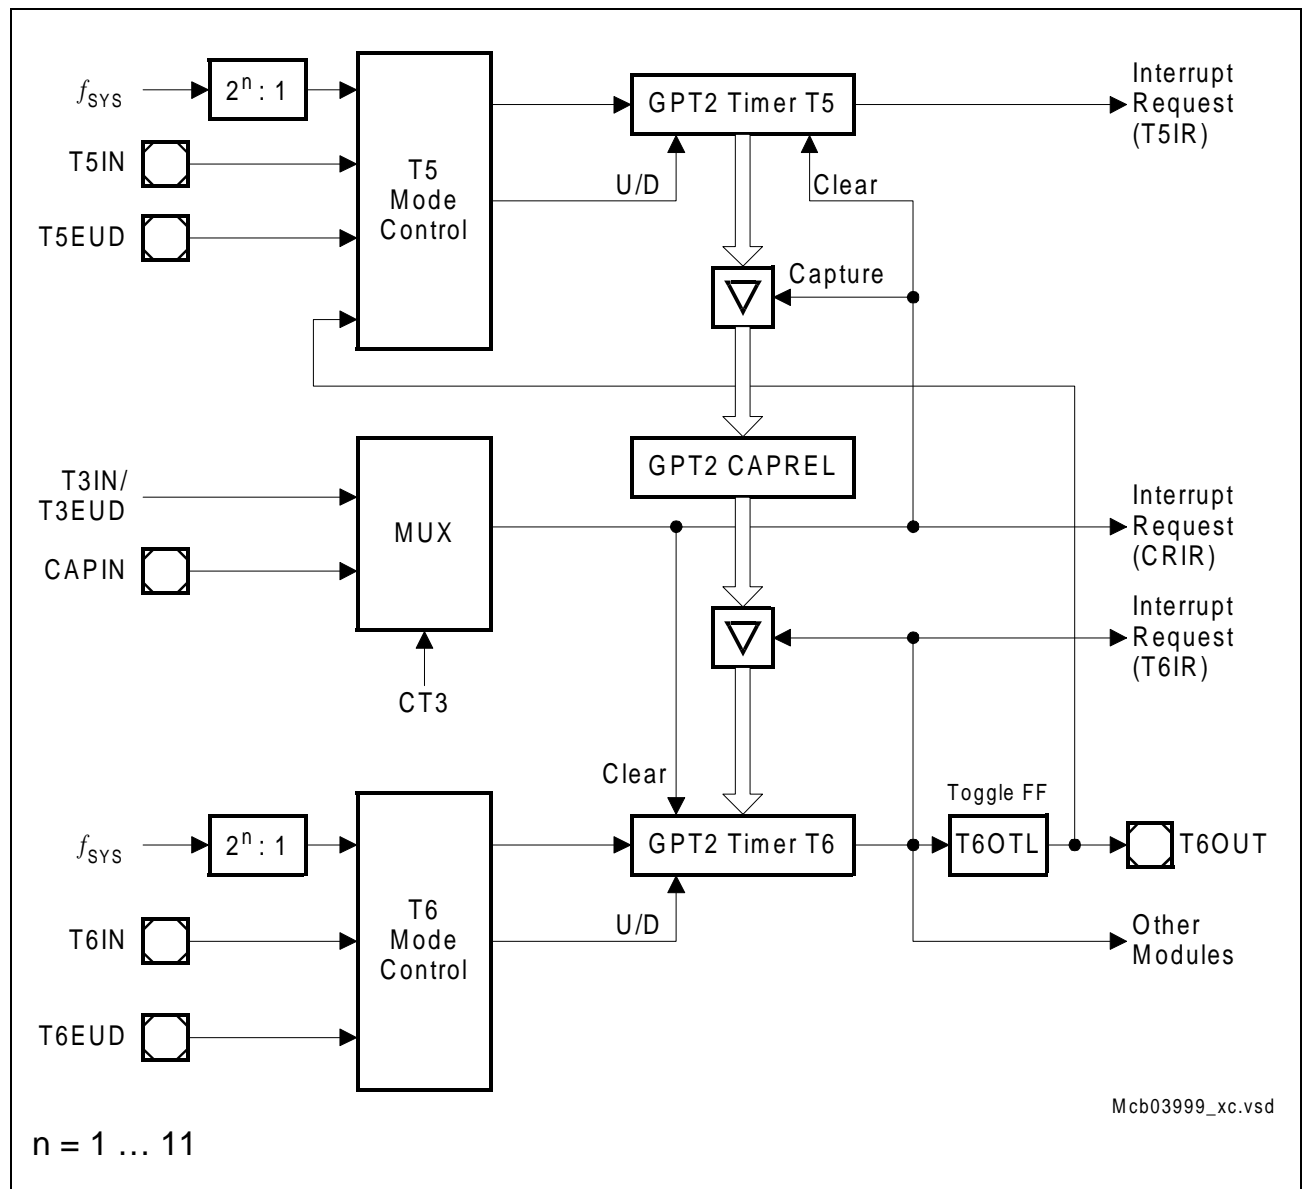 fSYS
2n : 1
T5IN
T5EUD
T5
Mode
Control
GPT2 Timer T5
U/D
Clear
Interrupt
Request
(T5IR)
Capture
GPT2 CAPREL
T3IN/
T3EUD
CAPIN
MUX
CT3
Interrupt
Request
(CRIR)
Interrupt
Request
(T6IR)
Clear
fSYS
2n : 1
T6IN
T6EUD
T6
Mode
Control
GPT2 Timer T6
U/D
Toggle FF
T6OTL
T6OUT
Other
Modules
Mcb03999_xc.vsd
n = 1 … 11